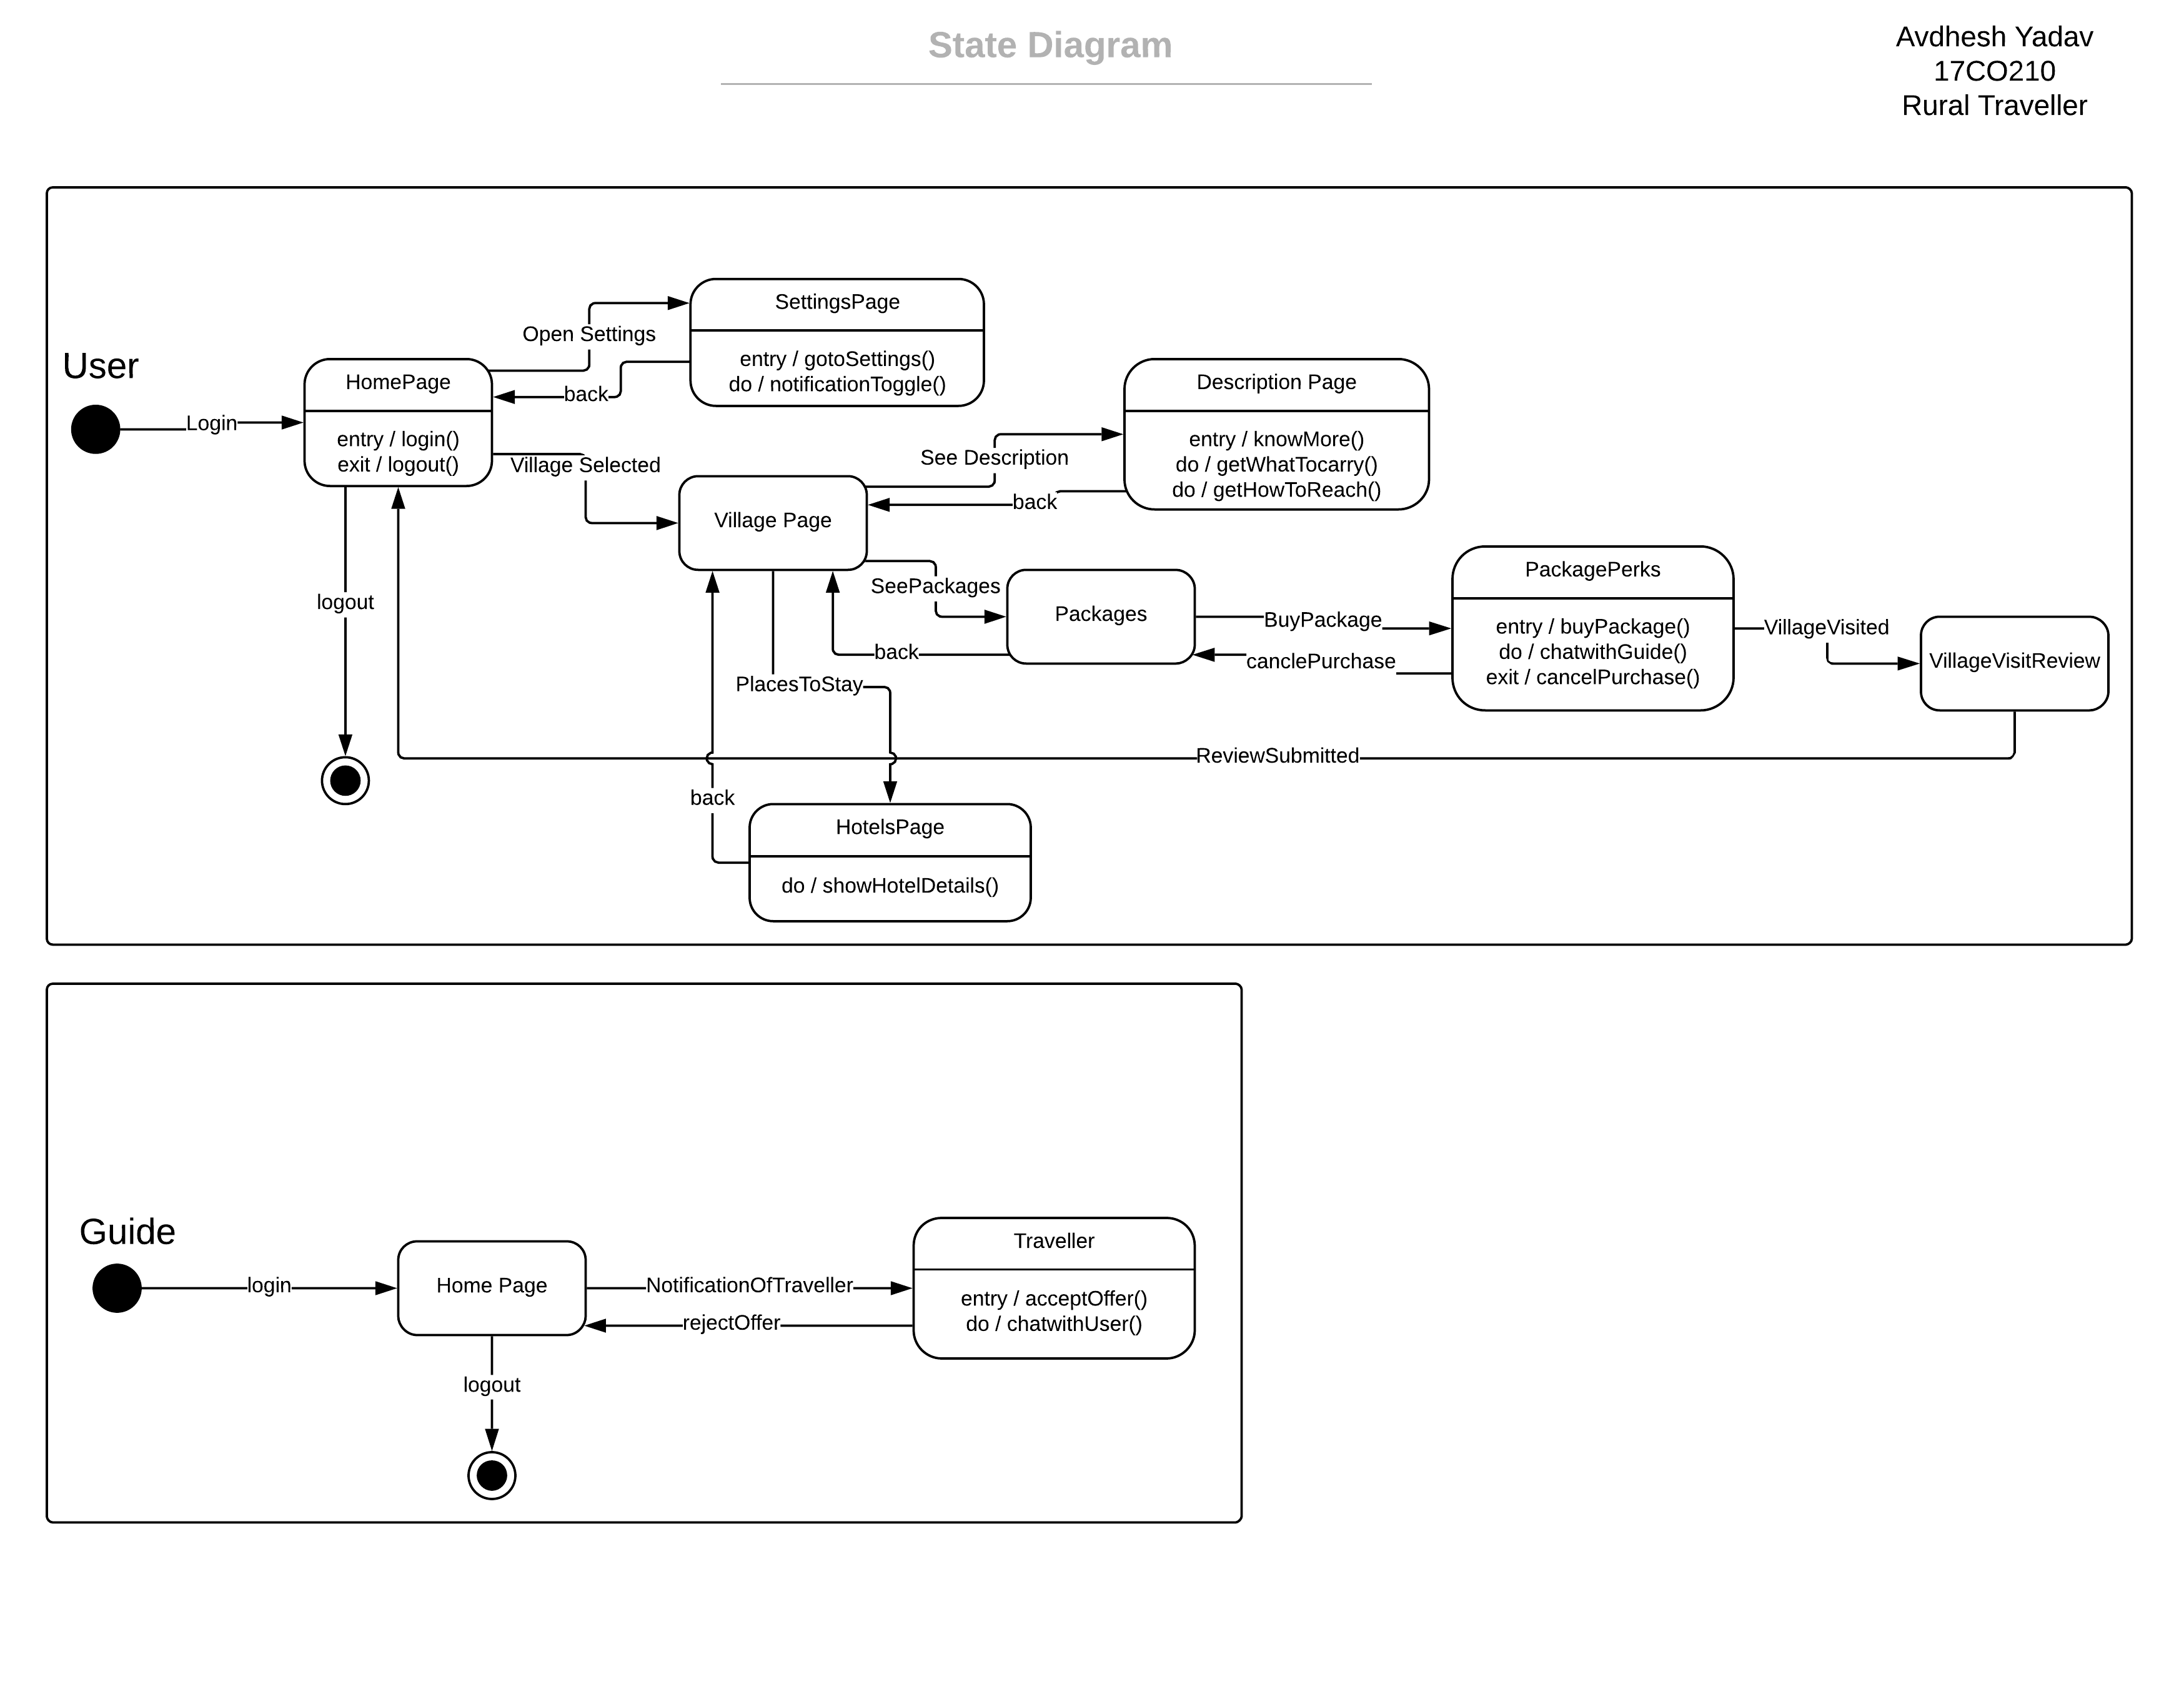 State Diagram
Avdhesh Yadav
17CO210
Rural Traveller
User
Login
HomePage
entry / login()
exit / logout()
Open Settings
back
SettingsPage
entry / gotoSettings()
do / notificationToggle()
Village Selected
Village Page
See Description
back
Description Page
entry / knowMore()
do / getWhatTocarry()
do / getHowToReach()
SeePackages
back
Packages
BuyPackage
canclePurchase
PackagePerks
entry / buyPackage()
do / chatwithGuide()
exit / cancelPurchase()
VillageVisited
VillageVisitReview
logout
PlacesToStay
ReviewSubmitted
back
HotelsPage
do / showHotelDetails()
Guide
login
Home Page
NotificationOfTraveller
rejectOffer
Traveller
entry / acceptOffer()
do / chatwithUser()
logout